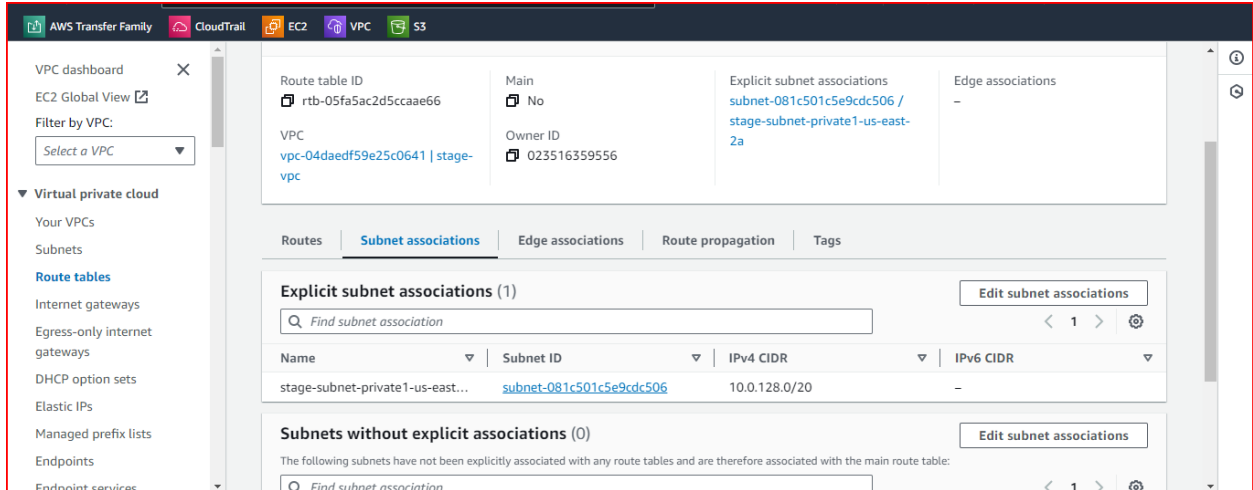 AWS Transfer Family CloudTrail EC2 VPC S3
VPC dashboard
EC2 Global View
Filter by VPC:
Select a VPC
Virtual private cloud
Your VPCs
Subnets
Route tables
Internet gateways
Egress-only internet
gateways
DHCP option sets
Elastic IPs
Managed prefix lists
Endpoints
Endpoint services
Route table ID
rtb-05fa5ac2d5ccaae66
Main
No
Explicit subnet associations
subnet-081c501c5e9cdc506 /
stage-subnet-private1-us-east-
2a
Edge associations
–
VPC
vpc-04daedf59e25c0641 | stage-
vpc
Owner ID
023516359556
Routes Subnet associations Edge associations Route propagation Tags
Explicit subnet associations (1)
Edit subnet associations
Find subnet association
1
Name Subnet ID IPv4 CIDR IPv6 CIDR
stage-subnet-private1-us-east... subnet-081c501c5e9cdc506 10.0.128.0/20 –
Subnets without explicit associations (0)
Edit subnet associations
The following subnets have not been explicitly associated with any route tables and are therefore associated with the main route table:
Find subnet association
1